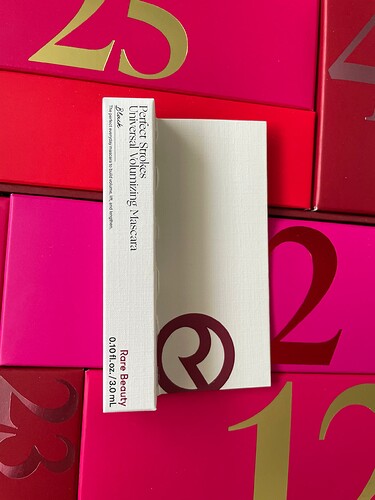 25
Perfect Strokes
Universal Volumizing Mascara
Black
The perfect everyday mascara to build volume, lift, and lengthen.
Rare Beauty
0.10 fl. oz. / 3.0 mL
R
2
23
12